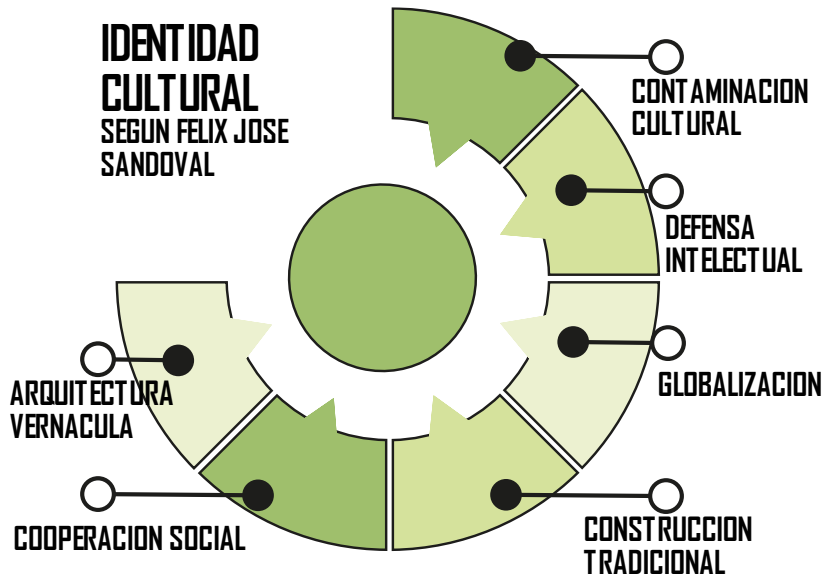 IDENTIDAD
CULTURAL
SEGUN FELIX JOSE
SANDOVAL
CONTAMINACION
CULTURAL
DEFENSA
INTELECTUAL
GLOBALIZACION
CONSTRUCCION
TRADICIONAL
COOPERACION SOCIAL
ARQUITECTURA
VERNACULA